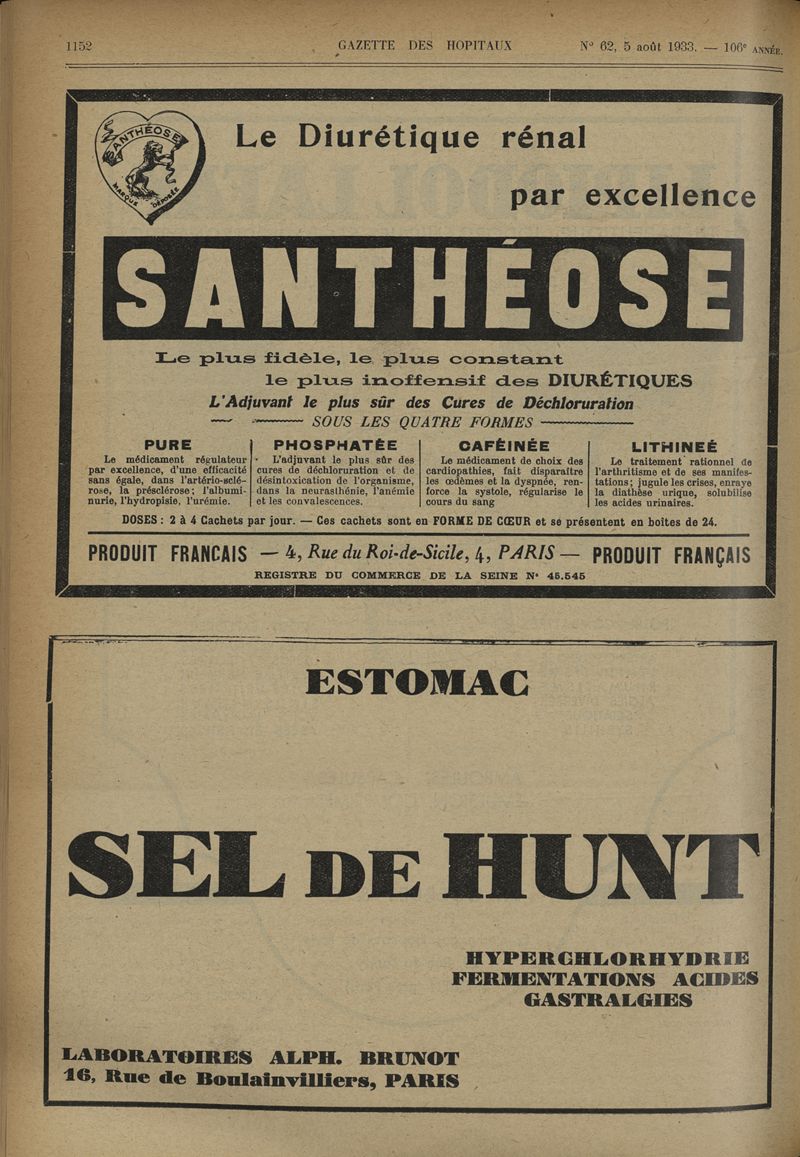 1152 GAZETTE DES HOPITAUX N° 62, 5 août 1933. — 106e ANNÉE.
SANTHÉOSE
MARQUE DÉPOSÉE
Le Diurétique rénal
par excellence
SANTHÉOSE
Le plus fidèle, le plus constant
le plus inoffensif des DIURÉTIQUES
L'Adjuvant le plus sûr des Cures de Déchloruration
SOUS LES QUATRE FORMES
PURE
Le médicament régulateur
par excellence, d'une efficacité
sans égale, dans l'artério-sclé-
rose, la présclérose; l'albumi-
nurie, l'hydropisie, l'urémie.
PHOSPHATÉE
L'adjuvant le plus sûr des
cures de déchloruration et de
désintoxication de l'organisme,
dans la neurasthénie, l'anémie
et les convalescences.
CAFÉINÉE
Le médicament de choix des
cardiopathies, fait disparaître
les œdèmes et la dyspnée, ren-
force la systole, régularise le
cours du sang
LITHINEÉ
Le traitement rationnel de
l'arthritisme et de ses manifes-
tations; jugule les crises, enraye
la diathèse urique, solubilise
les acides urinaires.
DOSES : 2 à 4 Cachets par jour. — Ces cachets sont en FORME DE CŒUR et se présentent en boîtes de 24.
PRODUIT FRANCAIS — 4, Rue du Roi-de-Sicile, 4, PARIS — PRODUIT FRANÇAIS
REGISTRE DU COMMERCE DE LA SEINE N° 45.545
ESTOMAC
SEL DE HUNT
HYPERCHLORHYDRIE
FERMENTATIONS ACIDES
GASTRALGIES
LABORATOIRES ALPH. BRUNOT
16, Rue de Boulainvilliers, PARIS